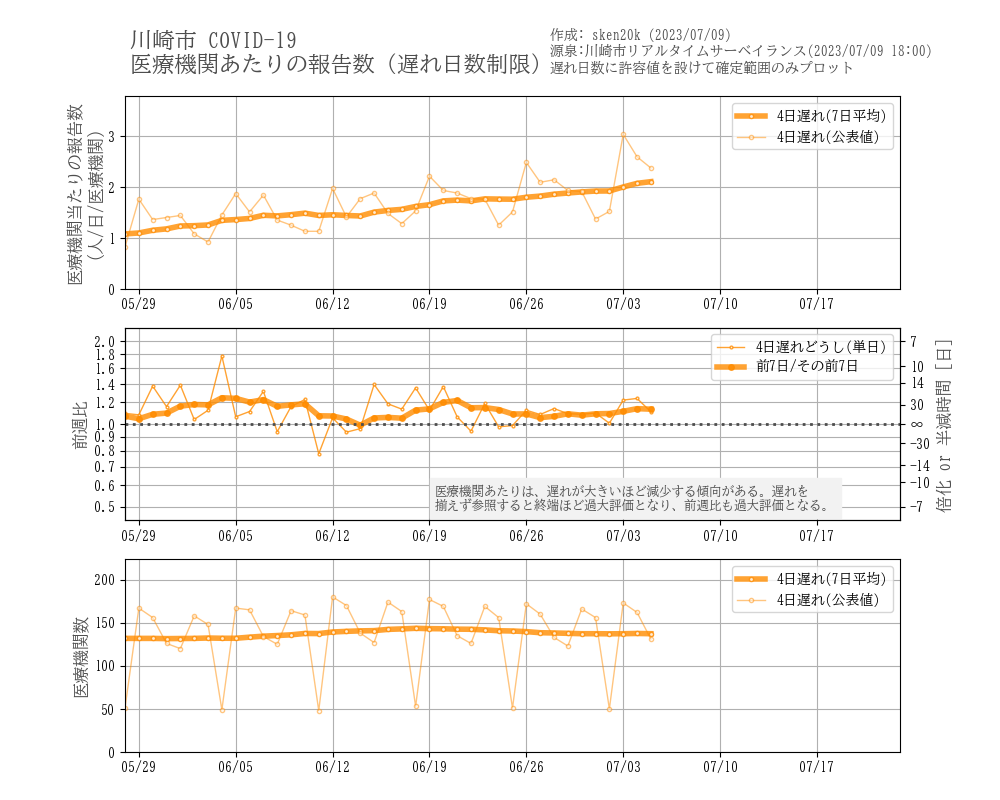 川崎市 COVID-19
医療機関あたりの報告数（遅れ日数制限）
作成: sken20k (2023/07/09)
源泉:川崎市リアルタイムサーベイランス(2023/07/09 18:00)
遅れ日数に許容値を設けて確定範囲のみプロット
医療機関当たりの報告数
(人/日/医療機関)
3
2
1
0
4日遅れ(7日平均)
4日遅れ(公表値)
05/29 06/05 06/12 06/19 06/26 07/03 07/10 07/17
前週比
2.0
1.8
1.6
1.4
1.2
1.0
0.9
0.8
0.7
0.6
0.5
4日遅れどうし(単日)
前7日/その前7日
7
10
14
30
∞
-30
-14
-10
-7
倍化 or 半減時間 [日]
医療機関あたりは、遅れが大きいほど減少する傾向がある。遅れを
揃えず参照すると終端ほど過大評価となり、前週比も過大評価となる。
05/29 06/05 06/12 06/19 06/26 07/03 07/10 07/17
医療機関数
200
150
100
50
0
4日遅れ(7日平均)
4日遅れ(公表値)
05/29 06/05 06/12 06/19 06/26 07/03 07/10 07/17